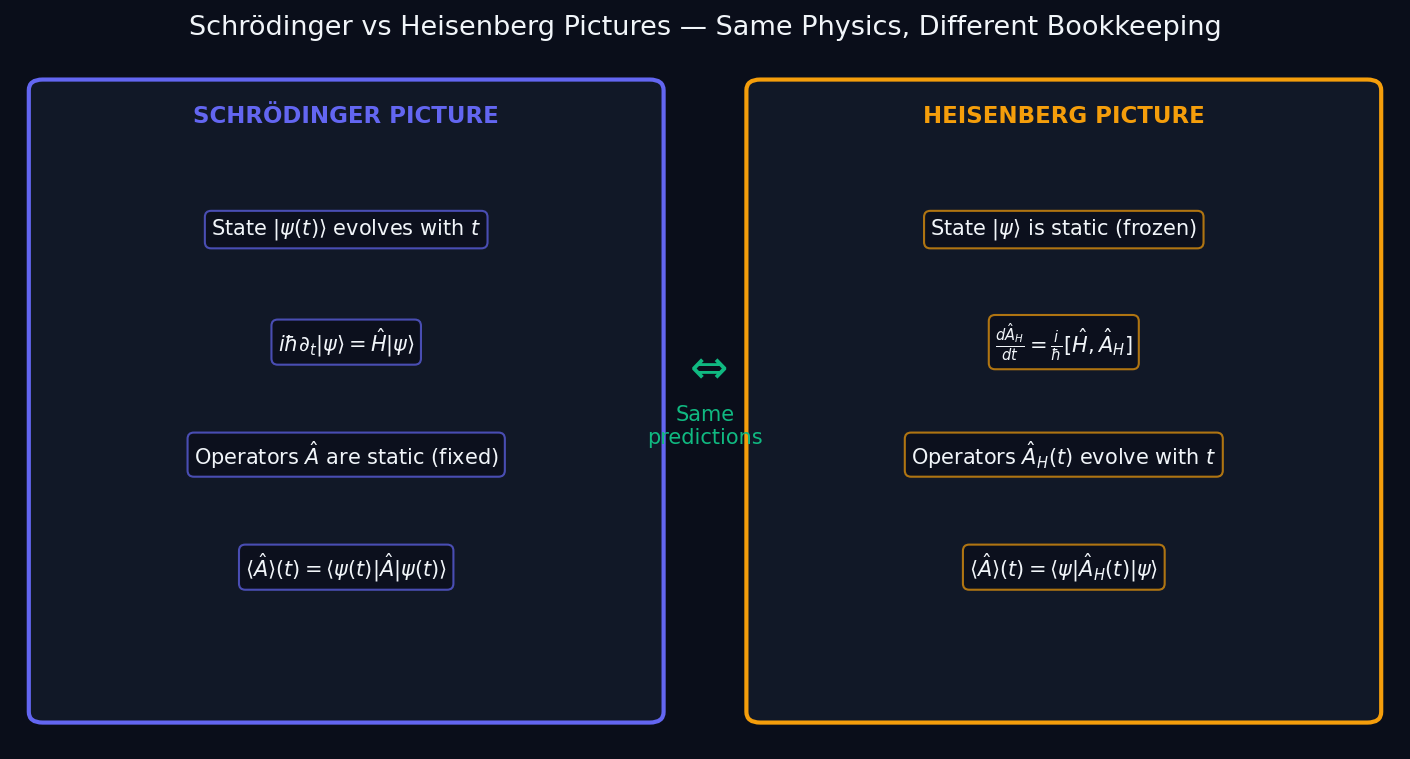 Schrödinger vs Heisenberg Pictures — Same Physics, Different Bookkeeping
SCHRÖDINGER PICTURE
State |ψ(t)⟩ evolves with t
iℏ∂ₜ|ψ⟩ = Ĥ|ψ⟩
Operators Â are static (fixed)
⟨Â⟩(t) = ⟨ψ(t)|Â|ψ(t)⟩
⇔
Same
predictions
HEISENBERG PICTURE
State |ψ⟩ is static (frozen)
dÂ_H/dt = i/ℏ[Ĥ, Â_H]
Operators Â_H(t) evolve with t
⟨Â⟩(t) = ⟨ψ|Â_H(t)|ψ⟩